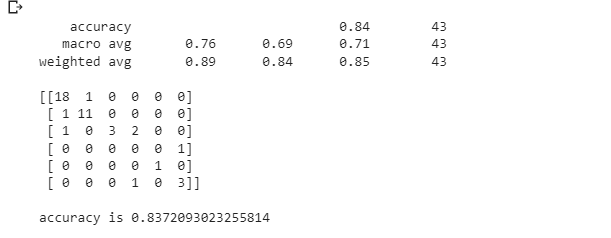 accuracy 0.84 43
macro avg 0.76 0.69 0.71 43
weighted avg 0.89 0.84 0.85 43
[[18 1 0 0 0 0]
[ 1 11 0 0 0 0]
[ 1 0 3 2 0 0]
[ 0 0 0 0 0 1]
[ 0 0 0 0 1 0]
[ 0 0 0 1 0 3]]
accuracy is 0.8372093023255814